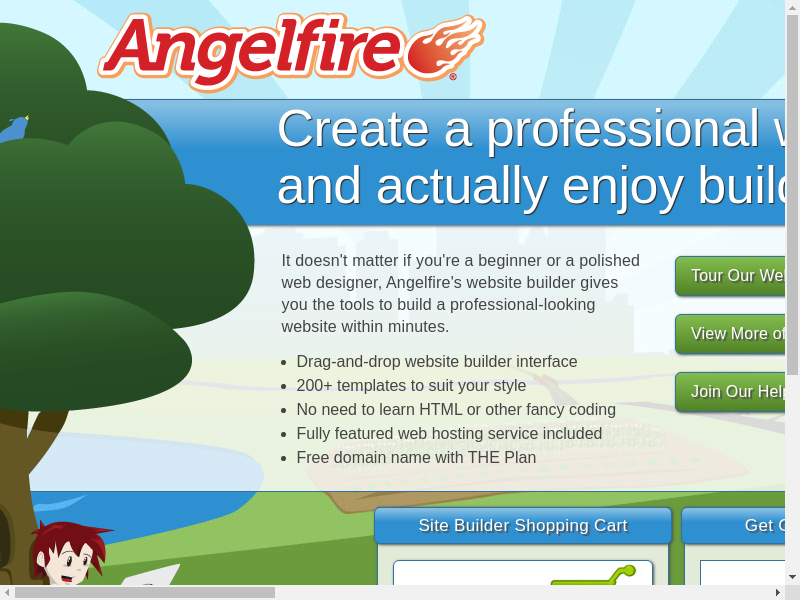 Angelfire®
Create a professional
and actually enjoy
It doesn't matter if you're a beginner or a polished
web designer, Angelfire's website builder gives
you the tools to build a professional-looking
website within minutes.
Tour Our
View More of
Join Our
• Drag-and-drop website builder interface
• 200+ templates to suit your style
• No need to learn HTML or other fancy coding
• Fully featured web hosting service included
• Free domain name with THE Plan
Site Builder Shopping Cart
Get